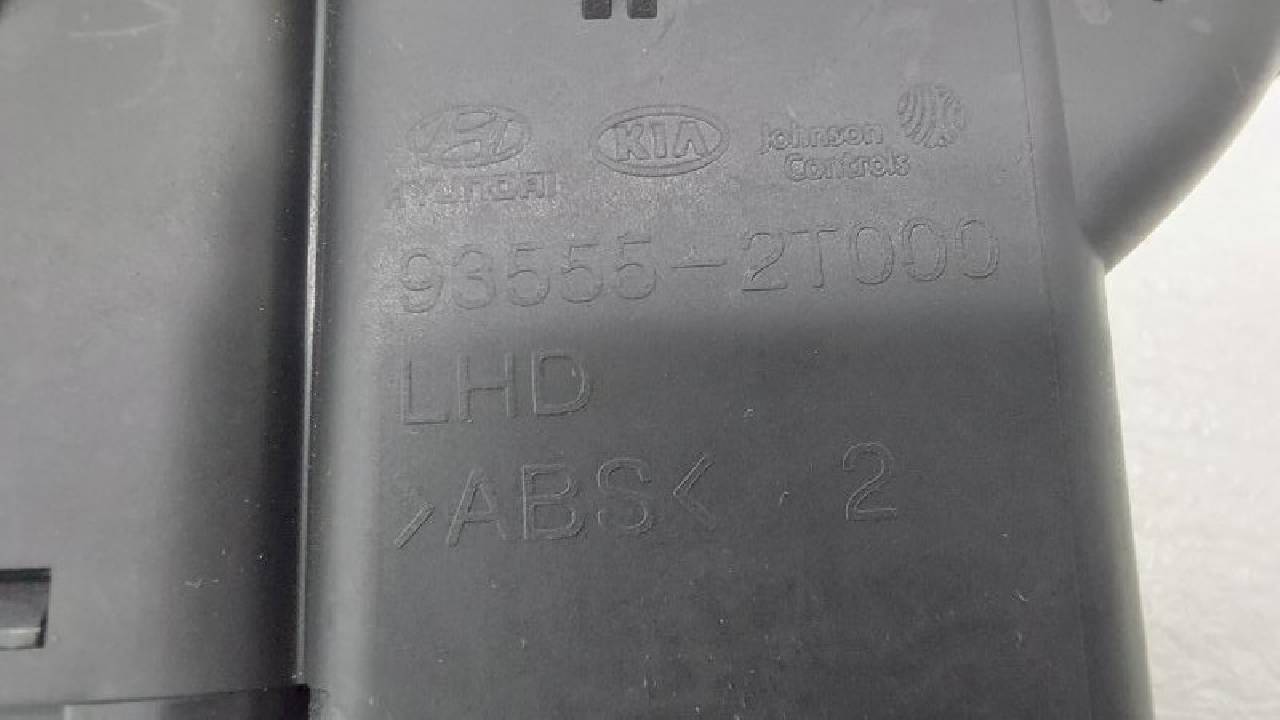 HYUNDAI
KIA
Johnson
Controls
93555-2T000
LHD
>ABS< 2